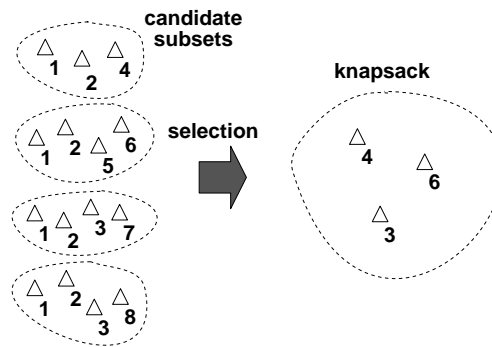 candidate
subsets
1 2 4
1 2 5 6
1 2 3 7
1 2 3 8
selection
knapsack
4
6
3